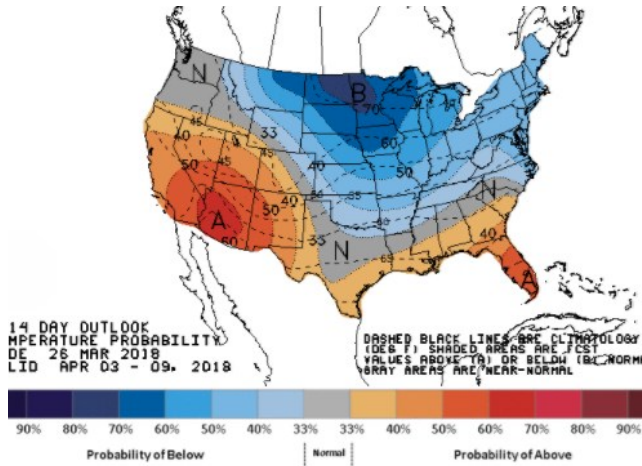 N
B
70
33
45
40
45
60
50
45
40
50
N
40
50
A
60
33
N
65
40
A
14 DAY OUTLOOK
MPERATURE PROBABILITY
DE 26 MAR 2018
LID APR 03 - 09, 2018
DASHED BLACK LINES ARE CLIMATOLOGY
(DEG F) SHADED AREAS ARE FCST
VALUES ABOVE (A) OR BELOW (B) NORM
GRAY AREAS ARE NEAR-NORMAL
90% 80% 70% 60% 50% 40% 33% 33% 40% 50% 60% 70% 80% 90%
Probability of Below Normal Probability of Above